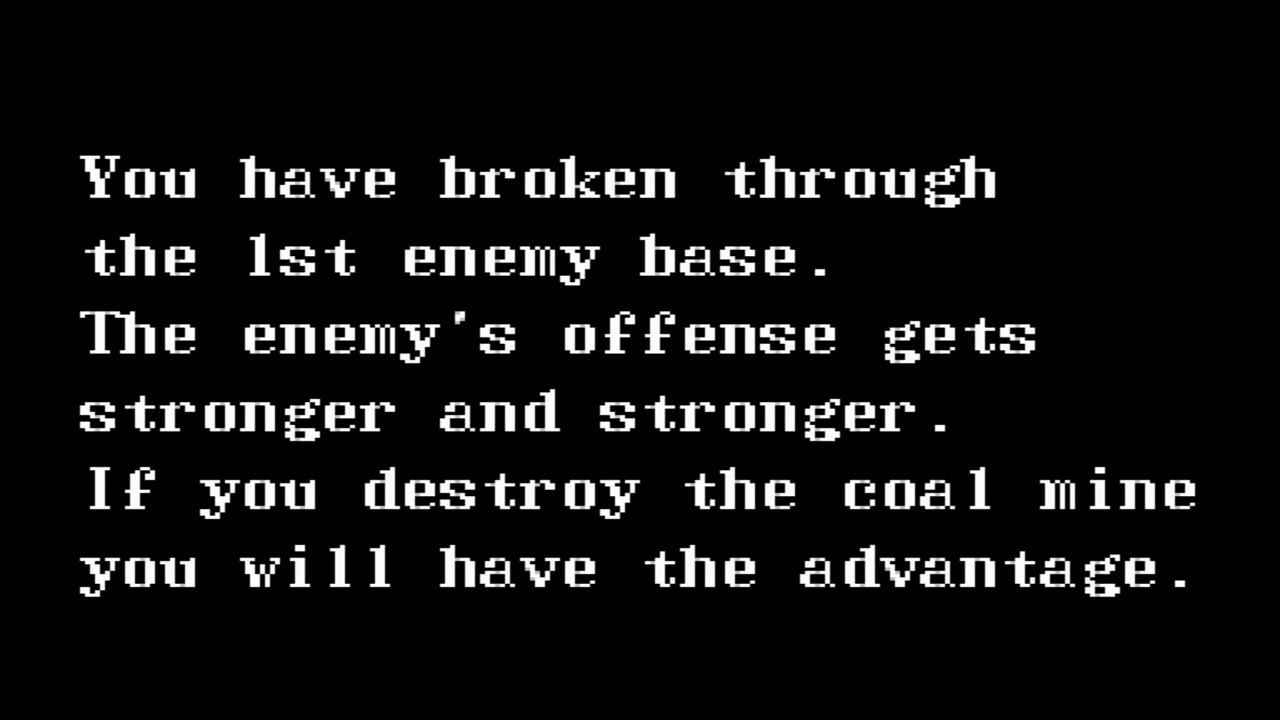 You have broken through
the 1st enemy base.
The enemy's offense gets
stronger and stronger.
If you destroy the coal mine
you will have the advantage.